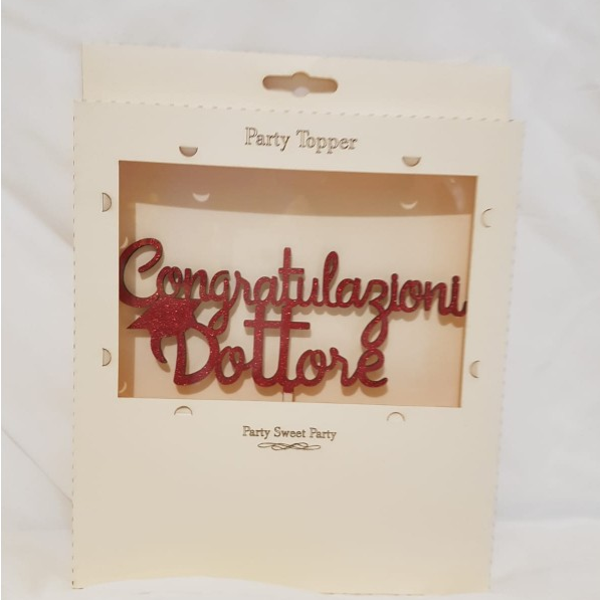 Party Topper
Congratulazioni
Dottore
Party Sweet Party